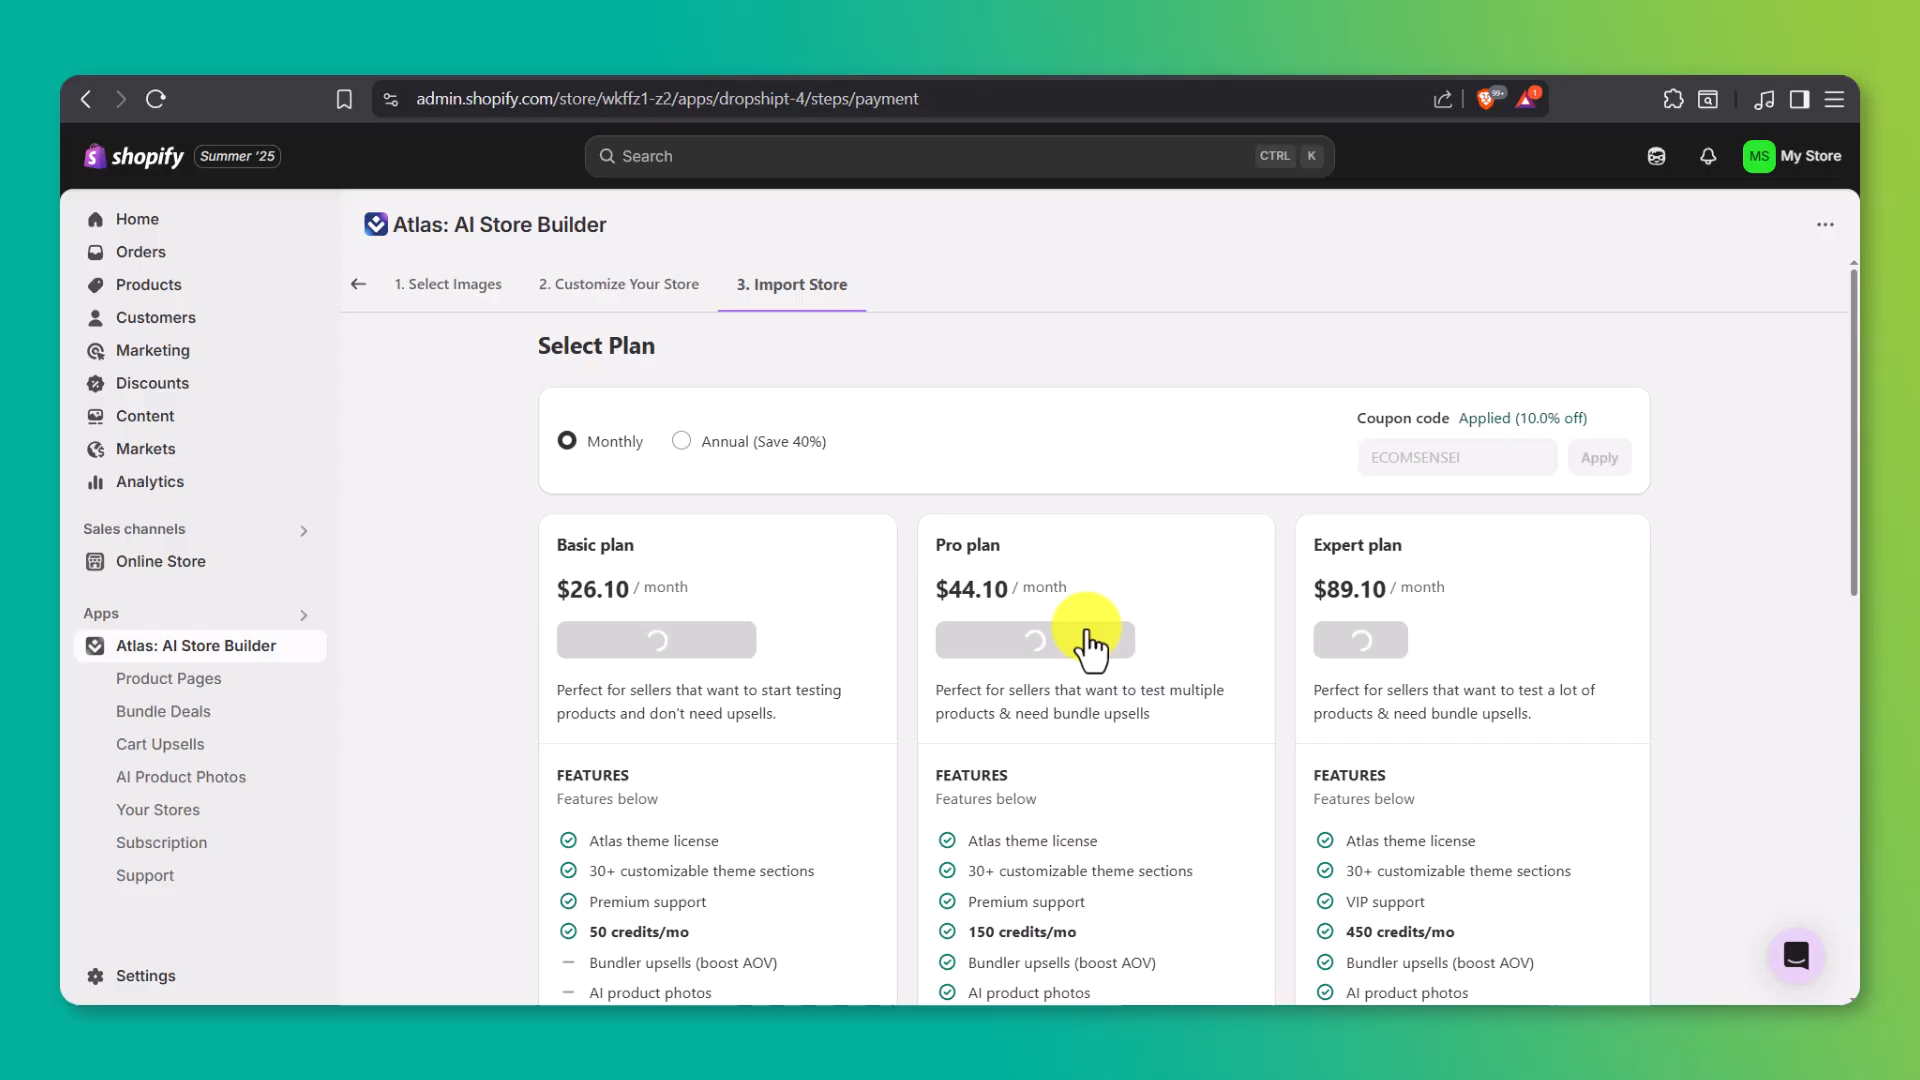 admin.shopify.com/store/wkffz1-z2/apps/dropshipt-4/steps/payment
99+
1
shopify
Summer '25
Search
CTRL K
MS
My Store
Home
Orders
Products
Customers
Marketing
Discounts
Content
Markets
Analytics
Sales channels
Online Store
Apps
Atlas: AI Store Builder
Product Pages
Bundle Deals
Cart Upsells
AI Product Photos
Your Stores
Subscription
Support
Settings
Atlas: AI Store Builder
1. Select Images
2. Customize Your Store
3. Import Store
Select Plan
Monthly
Annual (Save 40%)
Coupon code Applied (10.0% off)
ECOMSENSEI
Apply
Basic plan
$26.10 / month
Perfect for sellers that want to start testing
products and don't need upsells.
FEATURES
Features below
Atlas theme license
30+ customizable theme sections
Premium support
50 credits/mo
Bundler upsells (boost AOV)
AI product photos
Pro plan
$44.10 / month
Perfect for sellers that want to test multiple
products & need bundle upsells
FEATURES
Features below
Atlas theme license
30+ customizable theme sections
Premium support
150 credits/mo
Bundler upsells (boost AOV)
AI product photos
Expert plan
$89.10 / month
Perfect for sellers that want to test a lot of
products & need bundle upsells.
FEATURES
Features below
Atlas theme license
30+ customizable theme sections
VIP support
450 credits/mo
Bundler upsells (boost AOV)
AI product photos